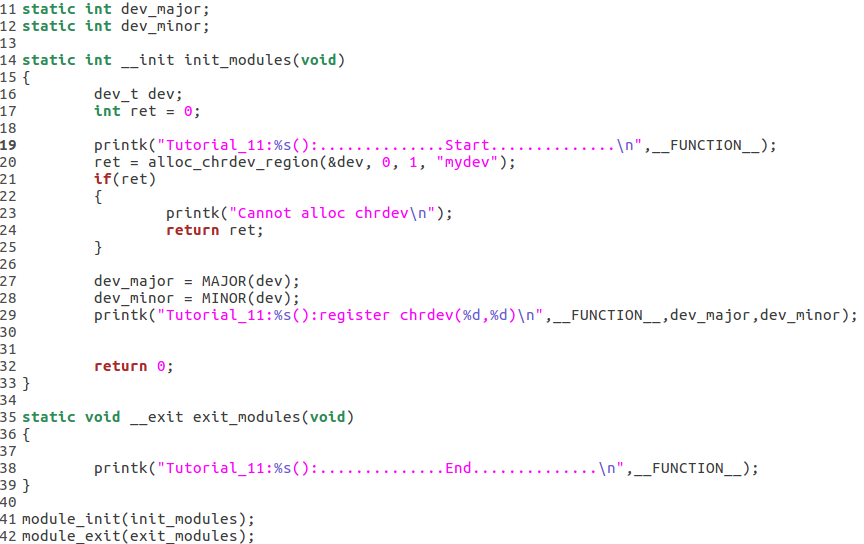 11 static int dev_major;
12 static int dev_minor;
13
14 static int __init init_modules(void)
15 {
16         dev_t dev;
17         int ret = 0;
18
19         printk("Tutorial_11:%s():..............Start..............\n",__FUNCTION__);
20         ret = alloc_chrdev_region(&dev, 0, 1, "mydev");
21         if(ret)
22         {
23                 printk("Cannot alloc chrdev\n");
24                 return ret;
25         }
26
27         dev_major = MAJOR(dev);
28         dev_minor = MINOR(dev);
29         printk("Tutorial_11:%s():register chrdev(%d,%d)\n",__FUNCTION__,dev_major,dev_minor);
30
31
32         return 0;
33 }
34
35 static void __exit exit_modules(void)
36 {
37
38         printk("Tutorial_11:%s():..............End..............\n",__FUNCTION__);
39 }
40
41 module_init(init_modules);
42 module_exit(exit_modules);